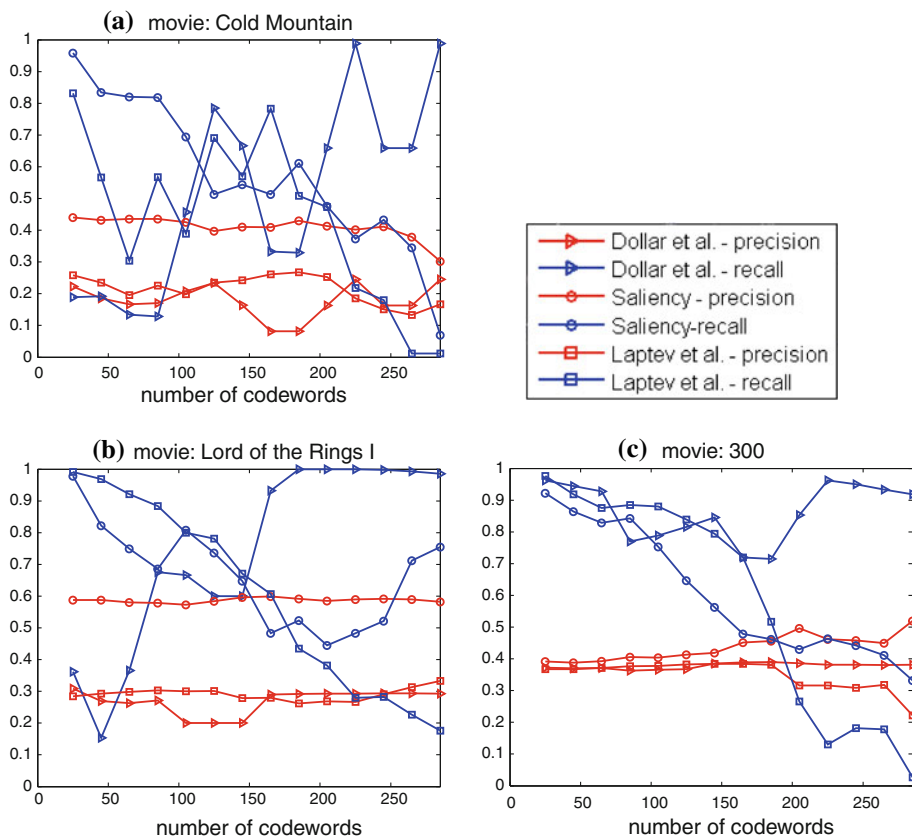 (a) movie: Cold Mountain
1
0.9
0.8
0.7
0.6
0.5
0.4
0.3
0.2
0.1
0
0 50 100 150 200 250
number of codewords
Dollar et al. - precision
Dollar et al. - recall
Saliency - precision
Saliency-recall
Laptev et al. - precision
Laptev et al. - recall
(b) movie: Lord of the Rings I
1
0.9
0.8
0.7
0.6
0.5
0.4
0.3
0.2
0.1
0
0 50 100 150 200 250
number of codewords
(c) movie: 300
1
0.9
0.8
0.7
0.6
0.5
0.4
0.3
0.2
0.1
0
0 50 100 150 200 250
number of codewords